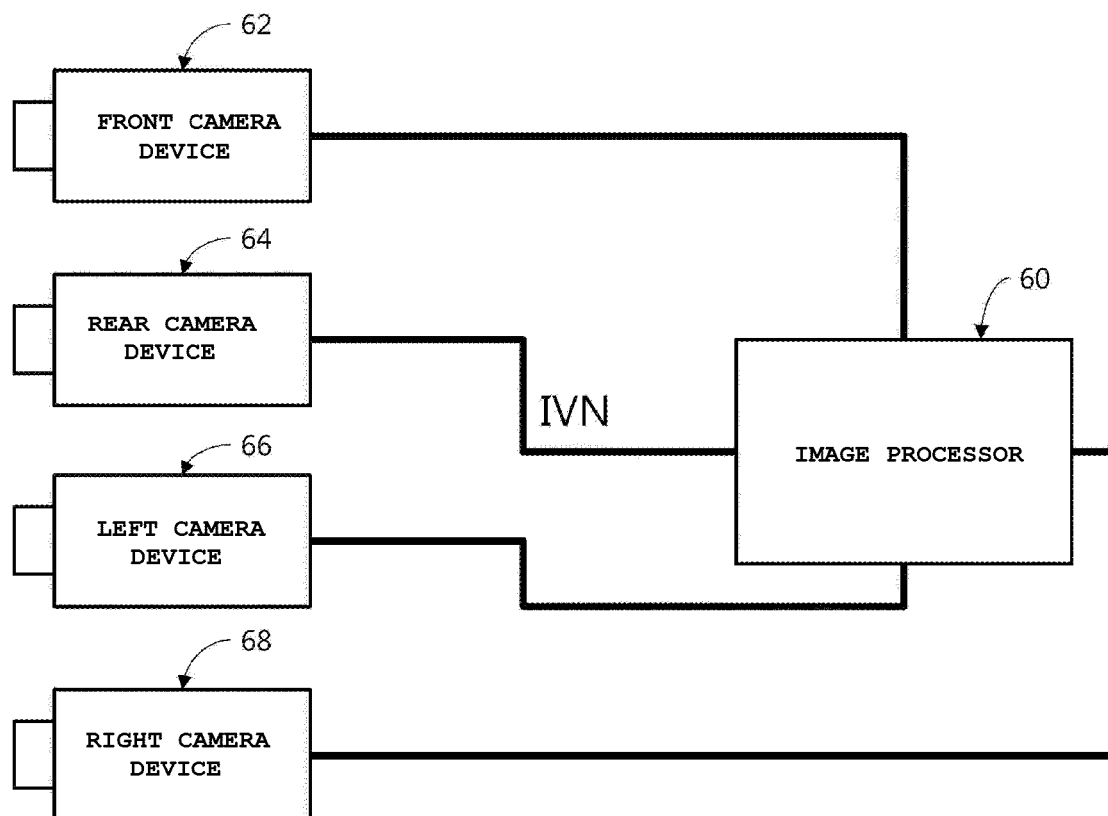 62
FRONT CAMERA
DEVICE
64
REAR CAMERA
DEVICE
60
IVN
IMAGE PROCESSOR
66
LEFT CAMERA
DEVICE
68
RIGHT CAMERA
DEVICE